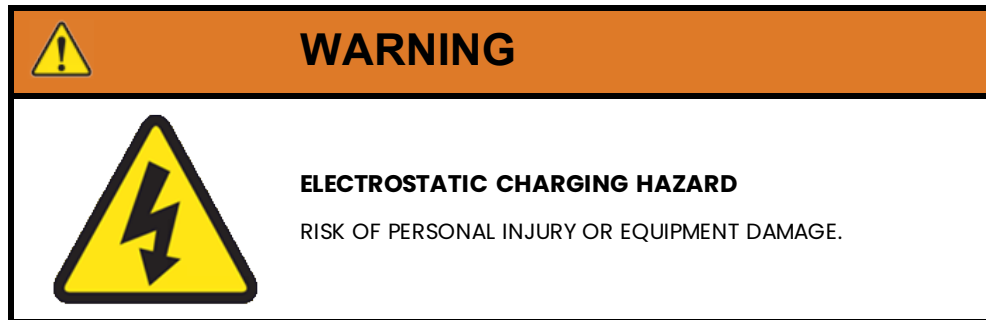 WARNING
ELECTROSTATIC CHARGING HAZARD
RISK OF PERSONAL INJURY OR EQUIPMENT DAMAGE.